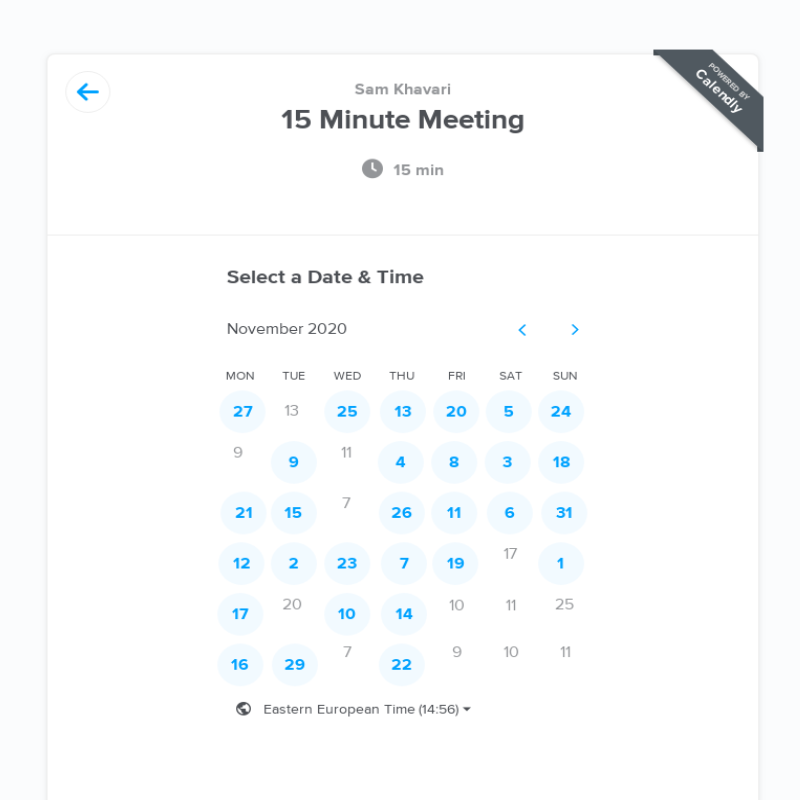 POWERED BY
Calendly
Sam Khavari
15 Minute Meeting
15 min
Select a Date & Time
November 2020
MON TUE WED THU FRI SAT SUN
27 13 25 13 20 5 24
9 9 11 4 8 3 18
21 15 7 26 11 6 31
12 2 23 7 19 17 1
17 20 10 14 10 11 25
16 29 7 22 9 10 11
Eastern European Time (14:56)